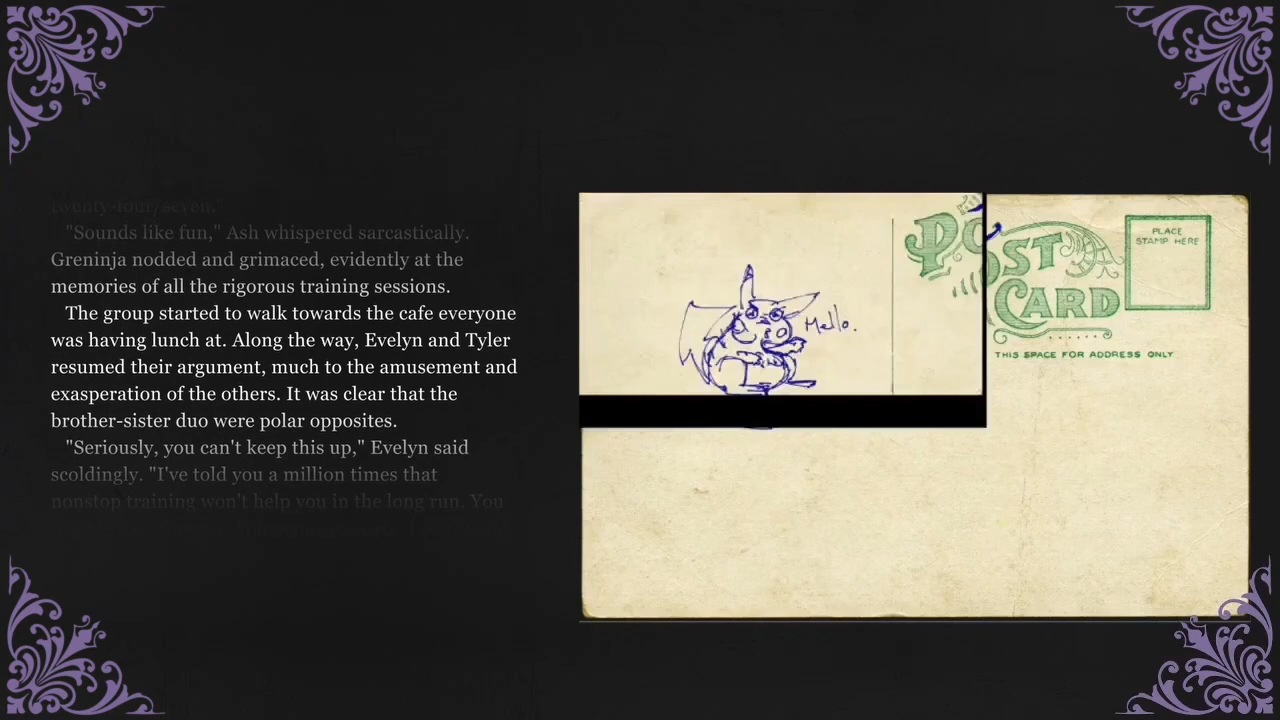 twenty-four/seven."
"Sounds like fun," Ash whispered sarcastically.
Greninja nodded and grimaced, evidently at the
memories of all the rigorous training sessions.
The group started to walk towards the cafe everyone
was having lunch at. Along the way, Evelyn and Tyler
resumed their argument, much to the amusement and
exasperation of the others. It was clear that the
brother-sister duo were polar opposites.
"Seriously, you can't keep this up," Evelyn said
scoldingly. "I've told you a million times that
nonstop training won't help you in the long run. You
Hello.
PO
OST
CARD
PLACE
STAMP HERE
THIS SPACE FOR ADDRESS ONLY